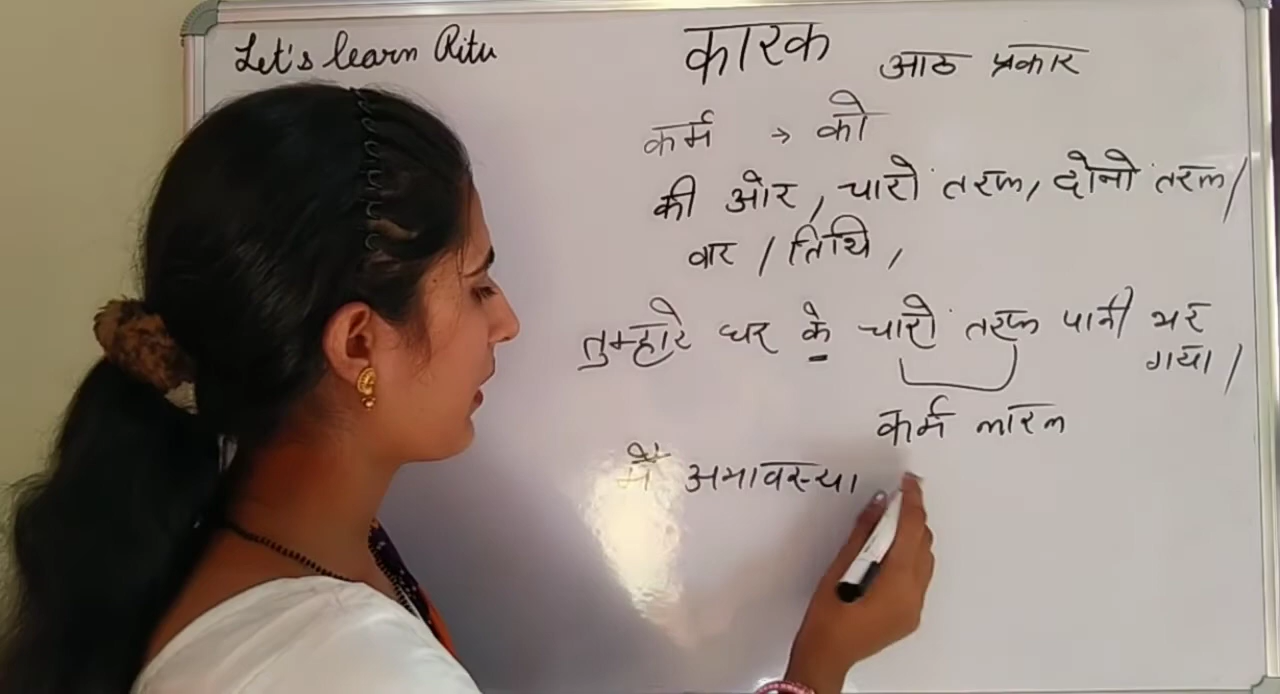 Let's learn Ritu
कारक आठ प्रकार
कर्म → को
की ओर, चारों तरफ, दोनों तरफ/
वार / तिथि,
तुम्हारे घर के चारों तरफ पानी भर
गया।
कर्म कारक
मैं अमावस्या